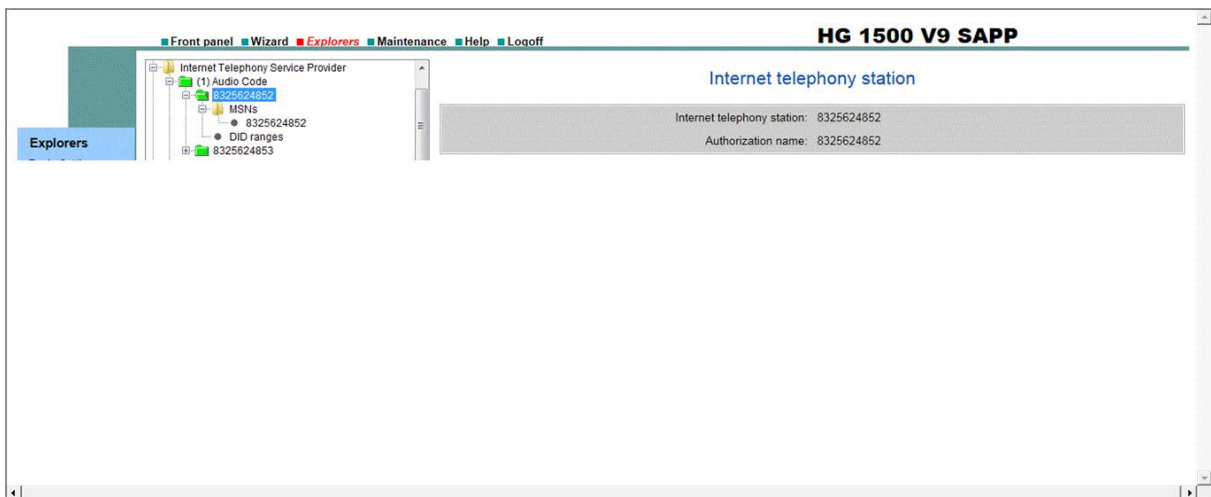 HG 1500 V9 SAPP
Front panel Wizard Explorers Maintenance Help Logoff
Internet Telephony Service Provider
(1) Audio Code
8325624852
MSNs
8325624852
DID ranges
8325624853
Explorers
Internet telephony station
Internet telephony station: 8325624852
Authorization name: 8325624852